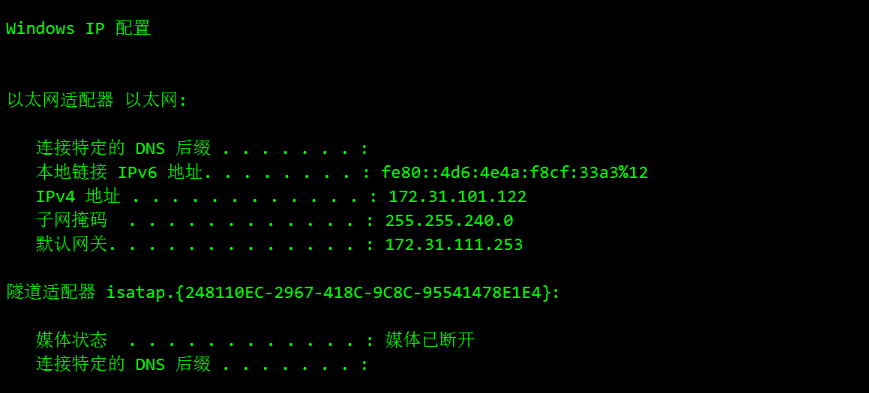 Windows IP 配置
以太网适配器 以太网:
连接特定的 DNS 后缀 . . . . . . . :
本地链接 IPv6 地址. . . . . . . . : fe80::4d6:4e4a:f8cf:33a3%12
IPv4 地址 . . . . . . . . . . . . : 172.31.101.122
子网掩码  . . . . . . . . . . . . : 255.255.240.0
默认网关. . . . . . . . . . . . . : 172.31.111.253
隧道适配器 isatap.{248110EC-2967-418C-9C8C-95541478E1E4}:
媒体状态  . . . . . . . . . . . . : 媒体已断开
连接特定的 DNS 后缀 . . . . . . . :